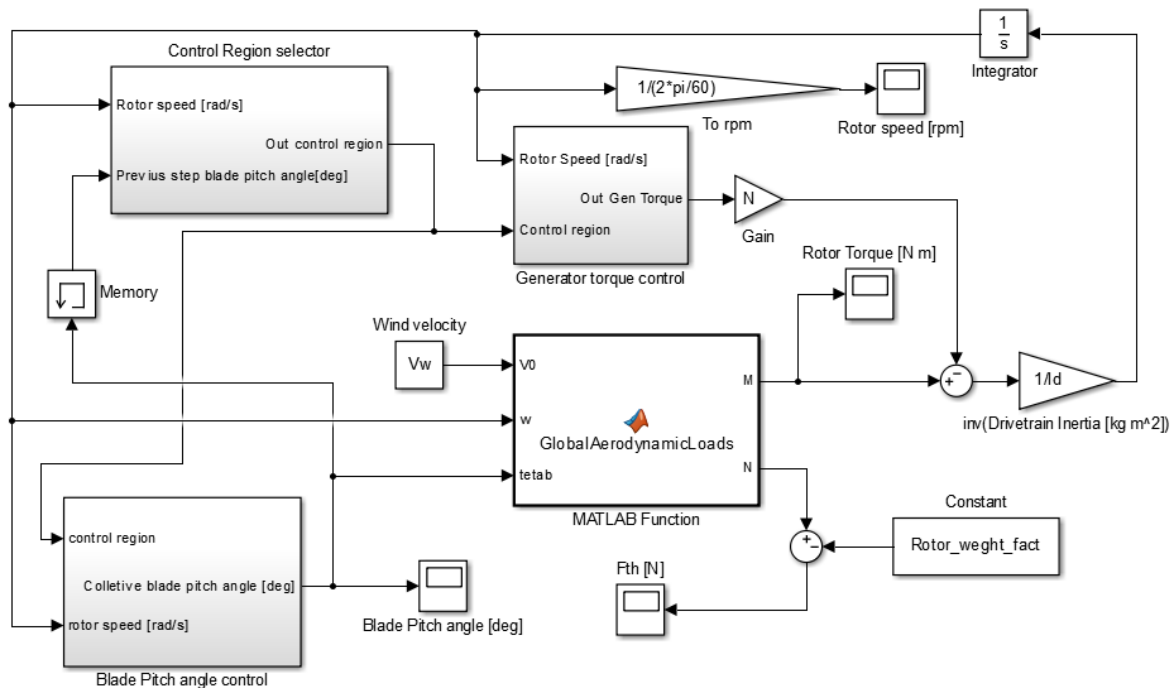 Control Region selector
Rotor speed [rad/s]
Out control region
Previus step blade pitch angle[deg]
1
s
Integrator
1/(2*pi/60)
To rpm
Rotor speed [rpm]
Rotor Speed [rad/s]
Out Gen Torque
Control region
Generator torque control
N
Gain
Rotor Torque [N m]
Memory
Wind velocity
Vw
V0
w
tetab
M
N
GlobalAerodynamicLoads
MATLAB Function
+
−
1/Id
inv(Drivetrain Inertia [kg m^2])
Constant
Rotor_weght_fact
+
−
Fth [N]
control region
Colletive blade pitch angle [deg]
rotor speed [rad/s]
Blade Pitch angle control
Blade Pitch angle [deg]